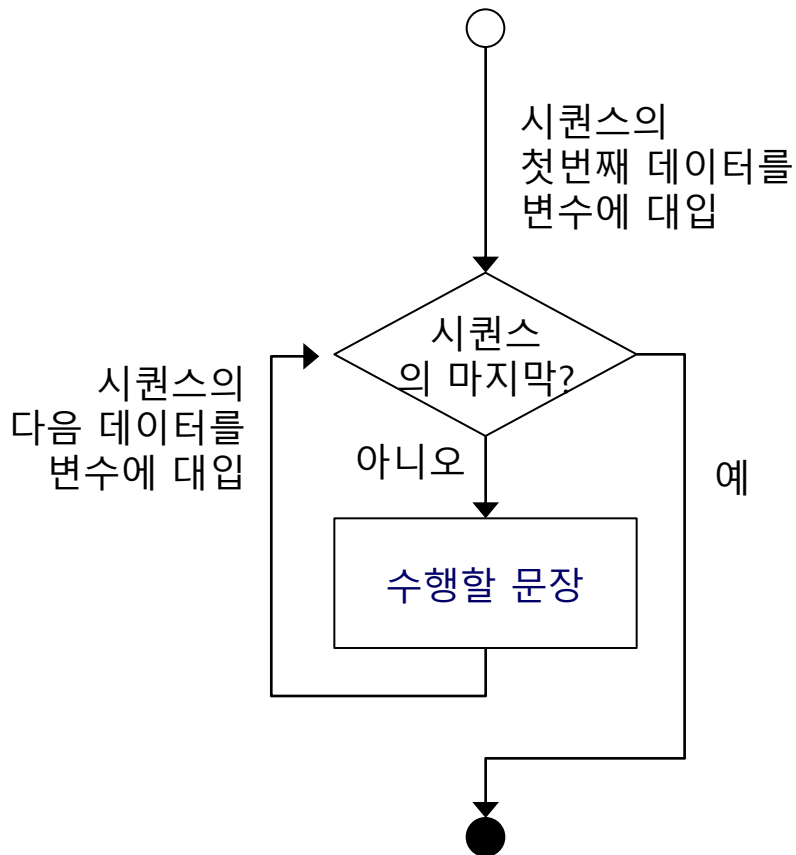 시퀀스의
첫번째 데이터를
변수에 대입
시퀀스
의 마지막?
시퀀스의
다음 데이터를
변수에 대입
아니오
예
수행할 문장